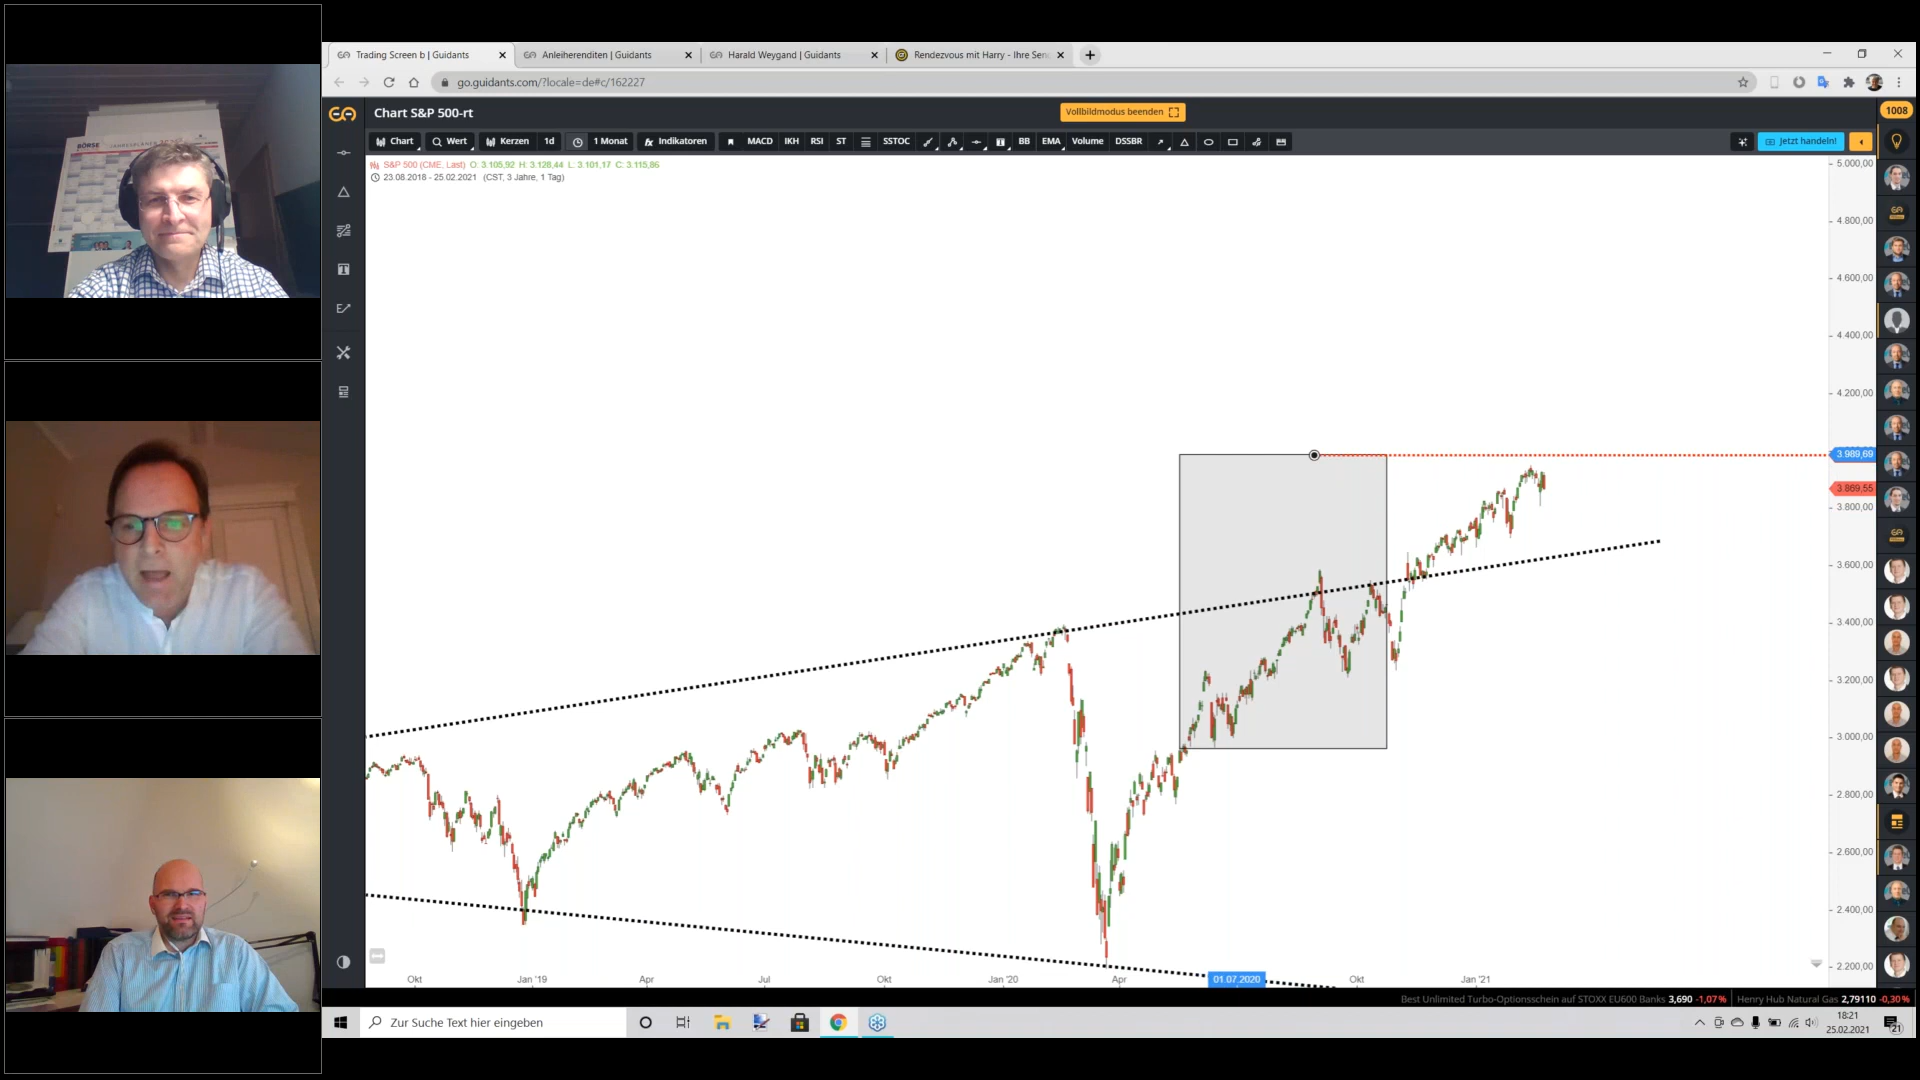 Trading Screen b | Guidants
Anleiherenditen | Guidants
Harald Weygand | Guidants
Rendezvous mit Harry - Ihre Sen
go.guidants.com/?locale=de#c/162227
Chart S&P 500-rt
Vollbildmodus beenden
1008
Chart
Wert
Kerzen
1d
1 Monat
fx Indikatoren
MACD
IKH
RSI
ST
SSTOC
BB
EMA
Volume
DSSBR
Jetzt handeln!
S&P 500 (CME, Last) O: 3.105,92 H: 3.128,44 L: 3.101,17 C: 3.115,86
23.08.2018 - 25.02.2021 (CST, 3 Jahre, 1 Tag)
BÖRSE
5.000,00
4.800,00
4.600,00
4.400,00
4.200,00
3.989,69
3.869,55
3.800,00
3.600,00
3.400,00
3.200,00
3.000,00
2.800,00
2.600,00
2.400,00
2.200,00
Okt
Jan '19
Apr
Jul
Okt
Jan '20
Apr
01.07.2020
Okt
Jan '21
Best Unlimited Turbo-Optionsschein auf STOXX EU600 Banks 3,690 -1,07%
Henry Hub Natural Gas 2,79110 -0,30%
Zur Suche Text hier eingeben
18:21
25.02.2021
21